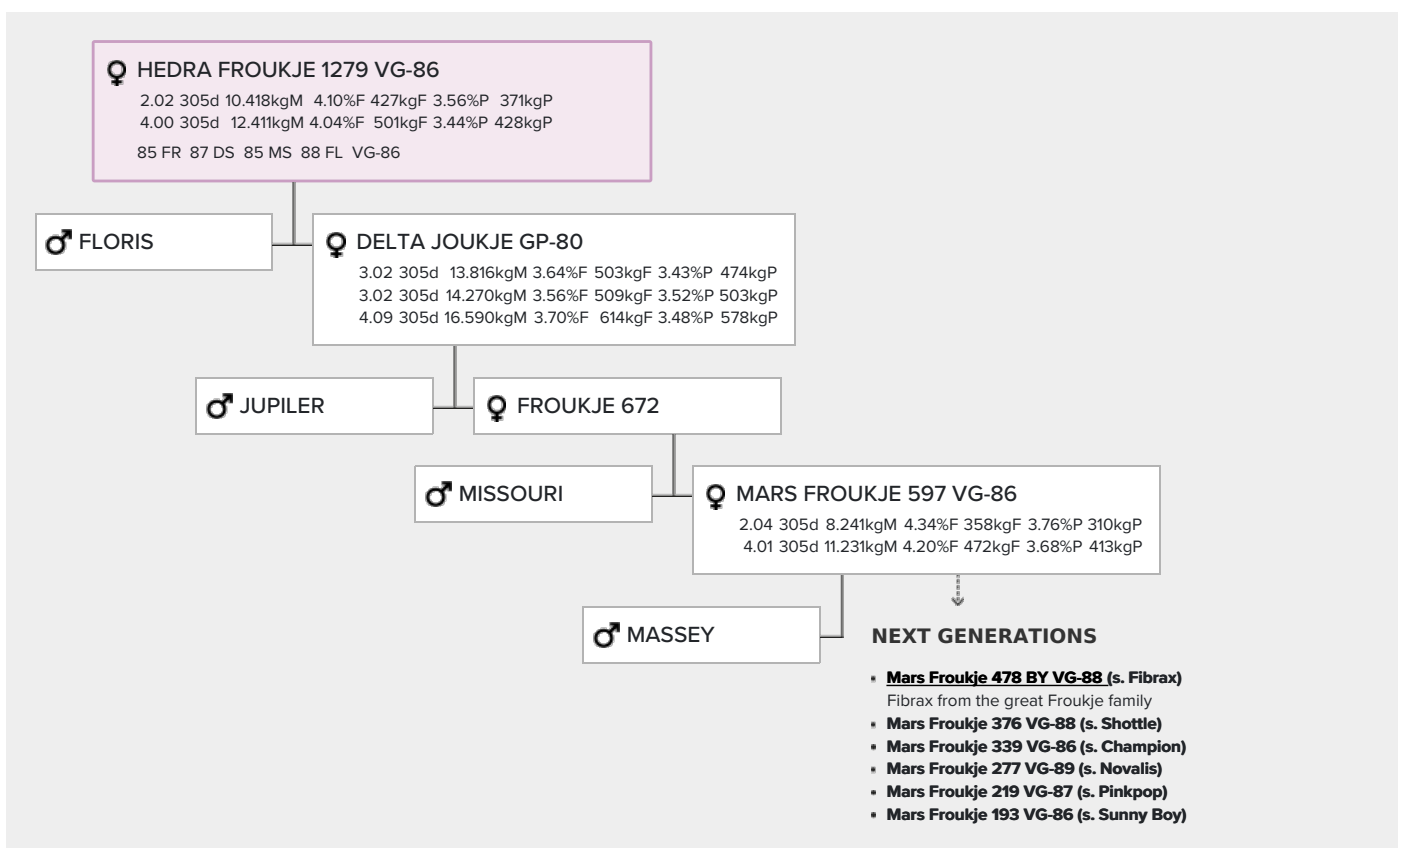 HEDRA FROUKJE 1279 VG-86
2.02 305d 10.418kgM 4.10%F 427kgF 3.56%P 371kgP
4.00 305d 12.411kgM 4.04%F 501kgF 3.44%P 428kgP
85 FR 87 DS 85 MS 88 FL VG-86
FLORIS
DELTA JOUKJE GP-80
3.02 305d 13.816kgM 3.64%F 503kgF 3.43%P 474kgP
3.02 305d 14.270kgM 3.56%F 509kgF 3.52%P 503kgP
4.09 305d 16.590kgM 3.70%F 614kgF 3.48%P 578kgP
JUPILER
FROUKJE 672
MISSOURI
MARS FROUKJE 597 VG-86
2.04 305d 8.241kgM 4.34%F 358kgF 3.76%P 310kgP
4.01 305d 11.231kgM 4.20%F 472kgF 3.68%P 413kgP
MASSEY
NEXT GENERATIONS
▪ Mars Froukje 478 BY VG-88 (s. Fibrax)
Fibrax from the great Froukje family
▪ Mars Froukje 376 VG-88 (s. Shottle)
▪ Mars Froukje 339 VG-86 (s. Champion)
▪ Mars Froukje 277 VG-89 (s. Novalis)
▪ Mars Froukje 219 VG-87 (s. Pinkpop)
▪ Mars Froukje 193 VG-86 (s. Sunny Boy)